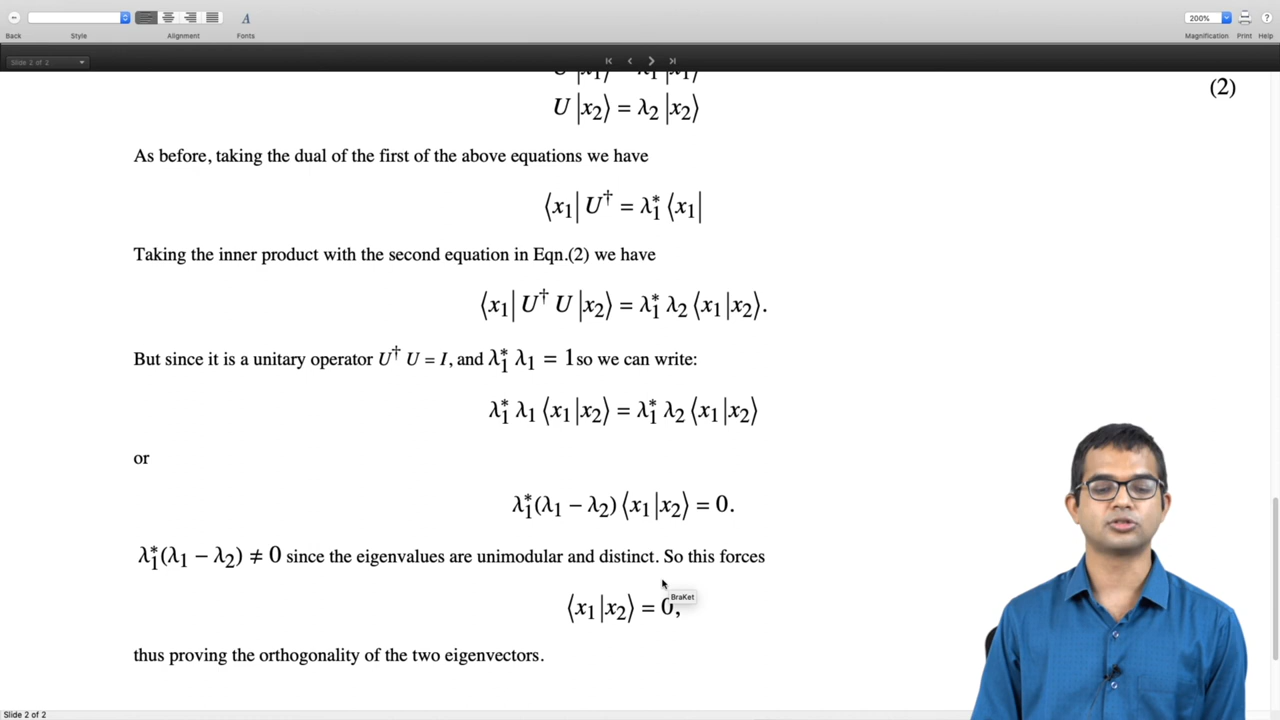 200%
Back Style Alignment Fonts Magnification Print Help
Slide 2 of 2
U |x₂⟩ = λ₂ |x₂⟩
(2)
As before, taking the dual of the first of the above equations we have
⟨x₁| U† = λ₁* ⟨x₁|
Taking the inner product with the second equation in Eqn.(2) we have
⟨x₁| U† U |x₂⟩ = λ₁* λ₂ ⟨x₁|x₂⟩.
But since it is a unitary operator U† U = I, and λ₁* λ₁ = 1 so we can write:
λ₁* λ₁ ⟨x₁|x₂⟩ = λ₁* λ₂ ⟨x₁|x₂⟩
or
λ₁*(λ₁ − λ₂) ⟨x₁|x₂⟩ = 0.
λ₁*(λ₁ − λ₂) ≠ 0 since the eigenvalues are unimodular and distinct. So this forces
BraKet
⟨x₁|x₂⟩ = 0,
thus proving the orthogonality of the two eigenvectors.
Slide 2 of 2